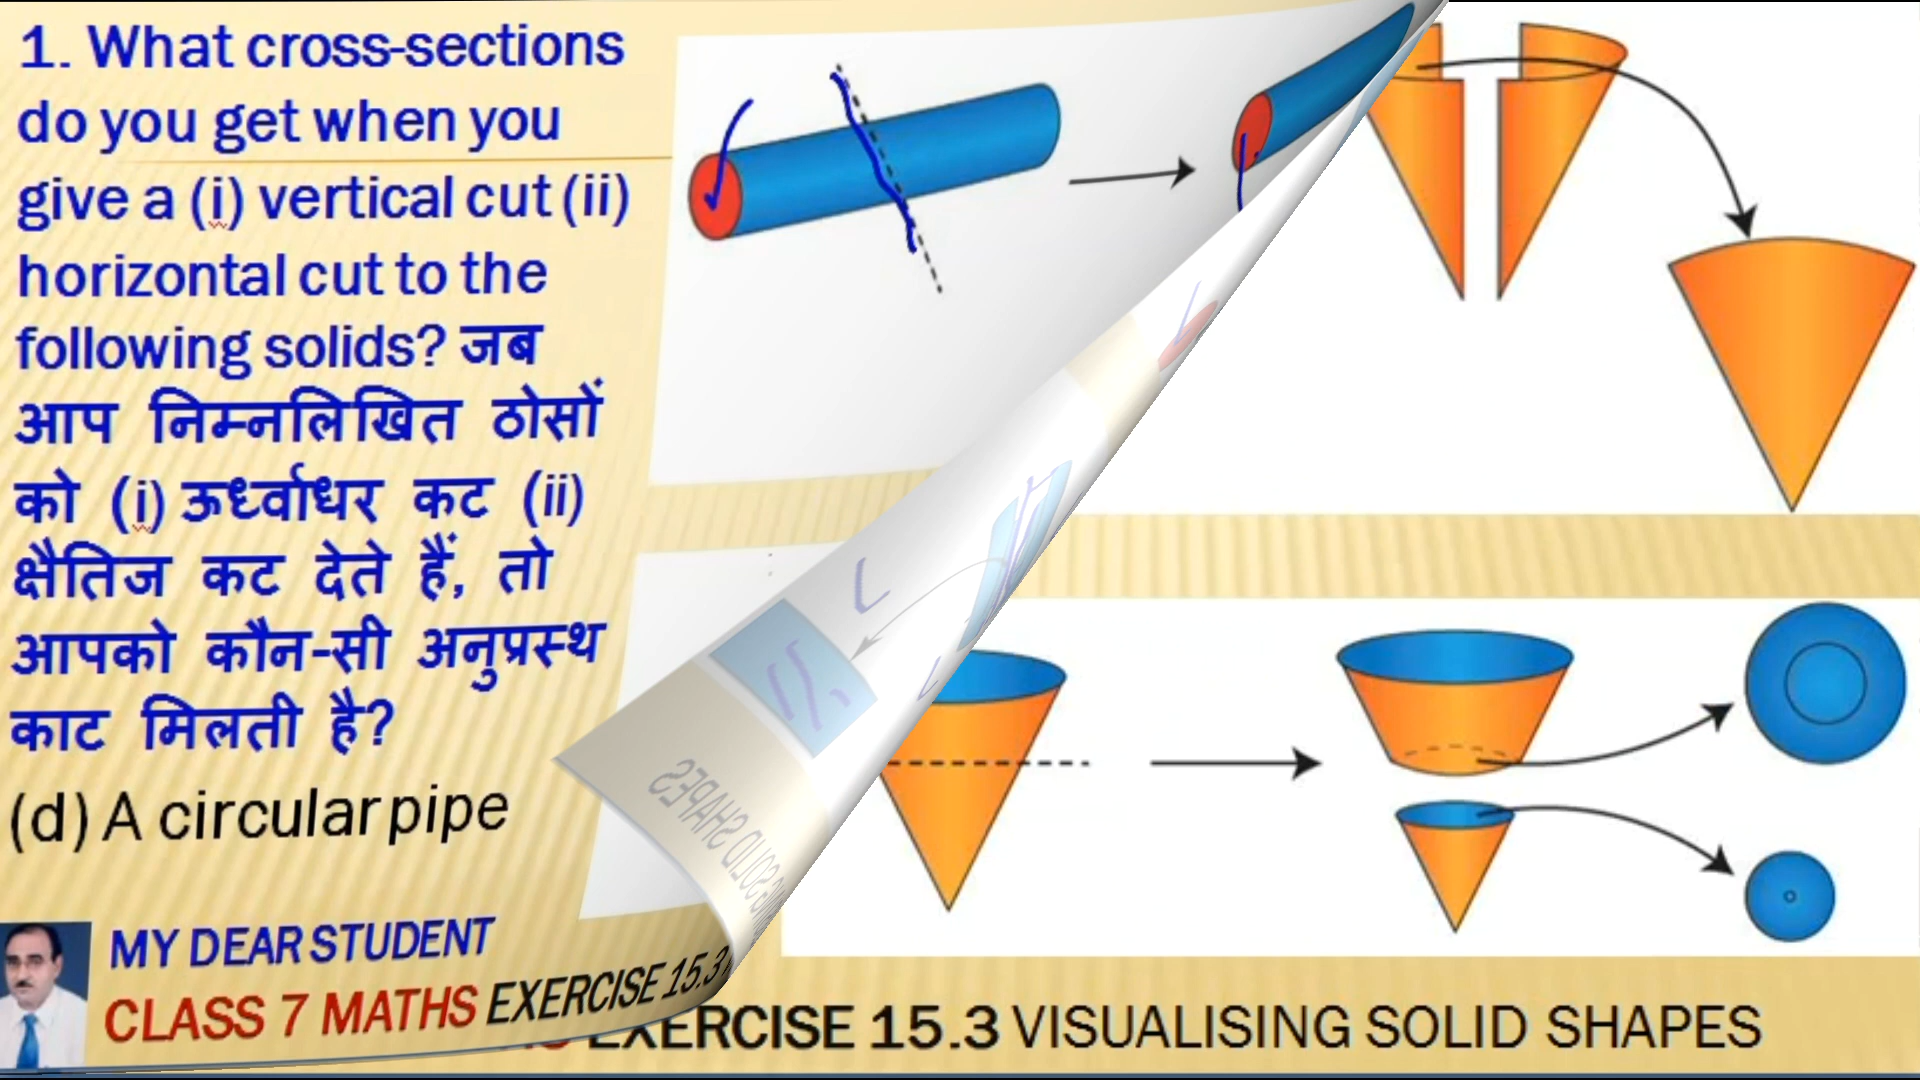 1. What cross-sections
do you get when you
give a (i) vertical cut (ii)
horizontal cut to the
following solids? जब
आप निम्नलिखित ठोसों
को (i) ऊर्ध्वाधर कट (ii)
क्षैतिज कट देते हैं, तो
आपको कौन-सी अनुप्रस्थ
काट मिलती है?
(d) A circular pipe
MY DEAR STUDENT
CLASS 7 MATHS EXERCISE 15.3
EXERCISE 15.3 VISUALISING SOLID SHAPES
SOLID SHAPES